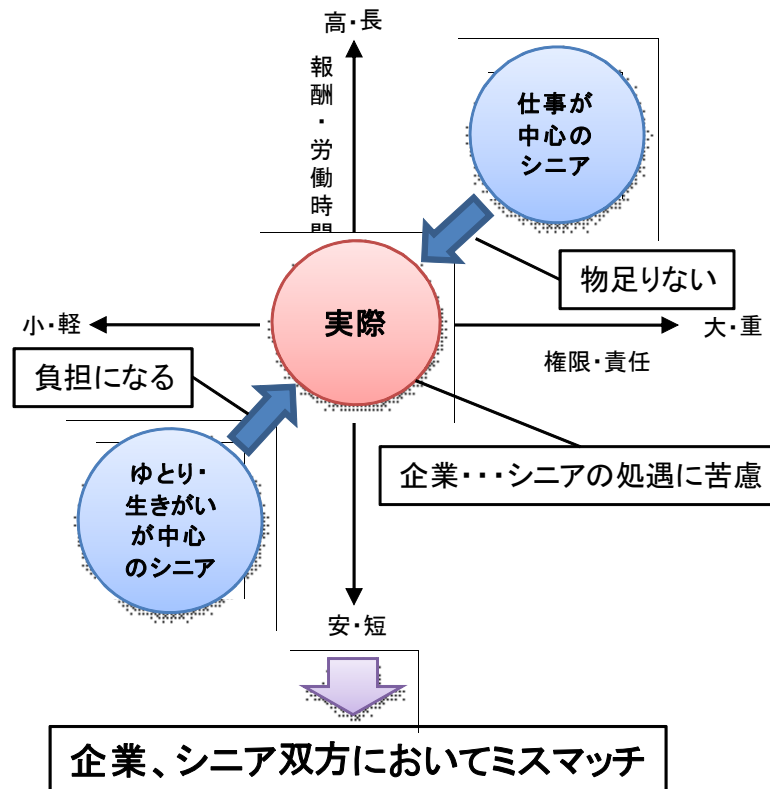 高・長
報酬・労働時間
仕事が
中心の
シニア
物足りない
実際
小・軽
大・重
権限・責任
負担になる
企業・・・シニアの処遇に苦慮
ゆとり・
生きがい
が中心
のシニア
安・短
企業、シニア双方においてミスマッチ